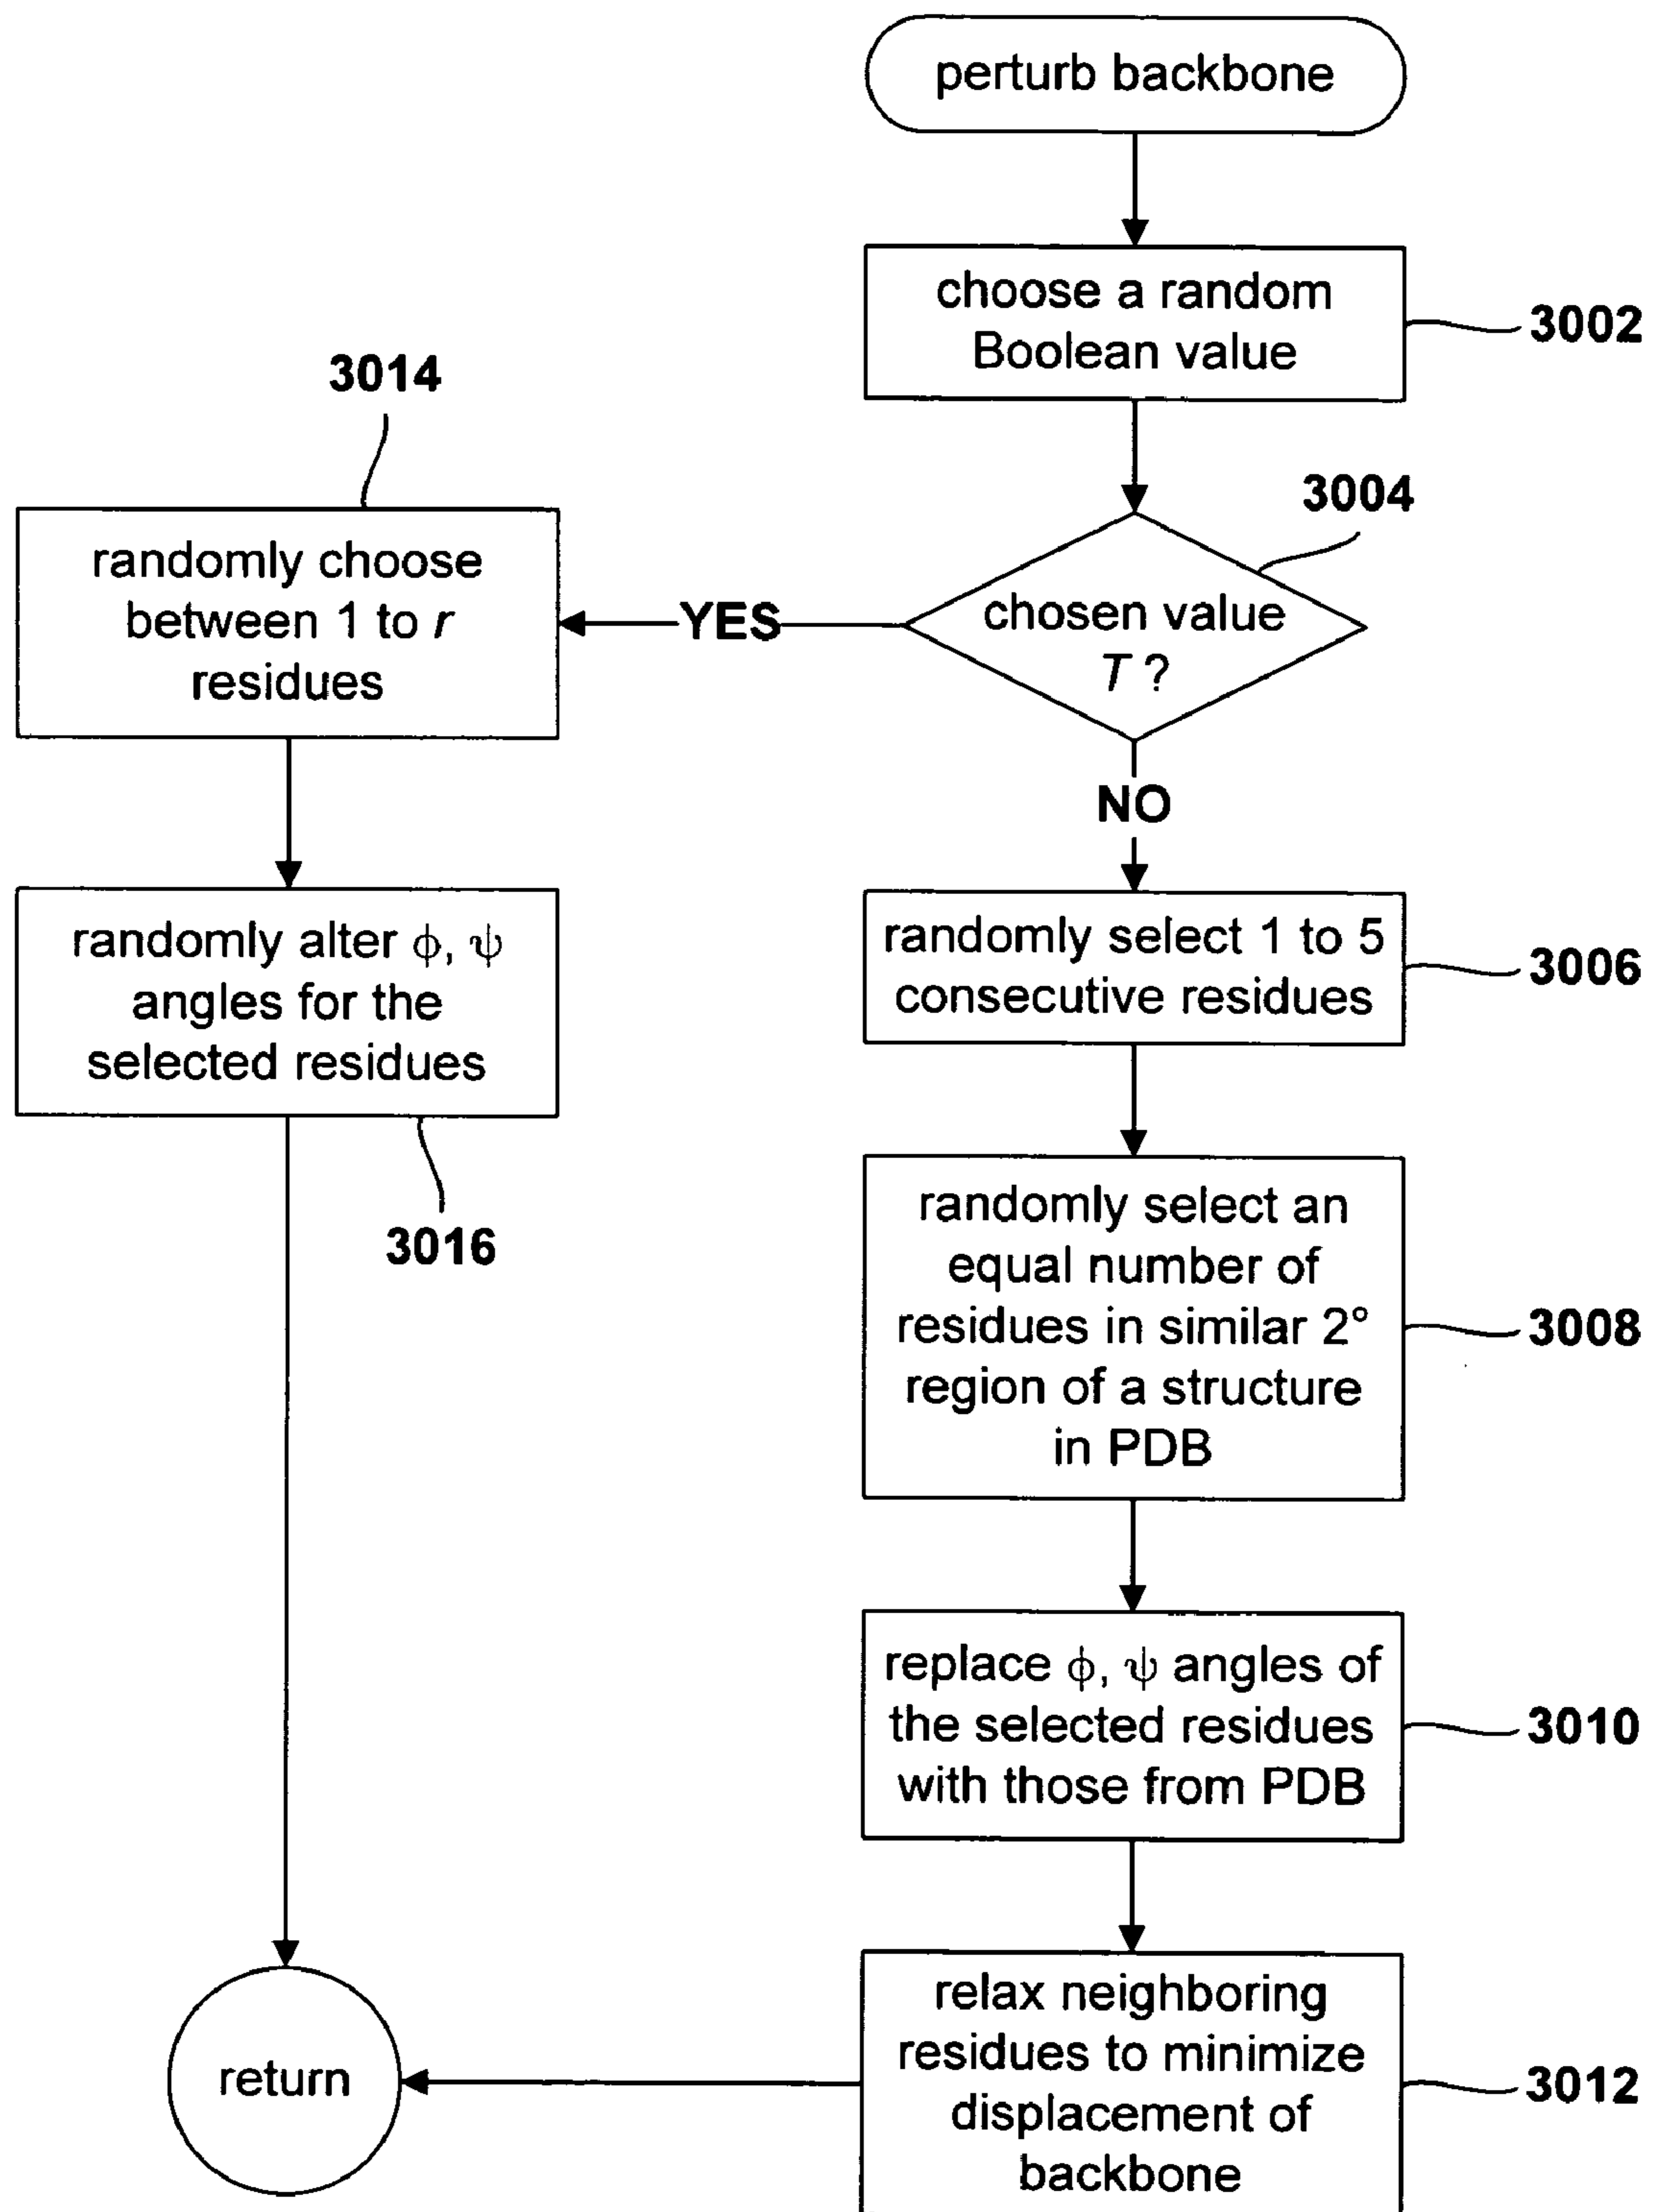 perturb backbone
choose a random
Boolean value
3002
3004
chosen value
T ?
YES
NO
3014
randomly choose
between 1 to r
residues
randomly alter ϕ, ψ
angles for the
selected residues
3016
randomly select 1 to 5
consecutive residues
3006
randomly select an
equal number of
residues in similar 2°
region of a structure
in PDB
3008
replace ϕ, ψ angles of
the selected residues
with those from PDB
3010
relax neighboring
residues to minimize
displacement of
backbone
3012
return